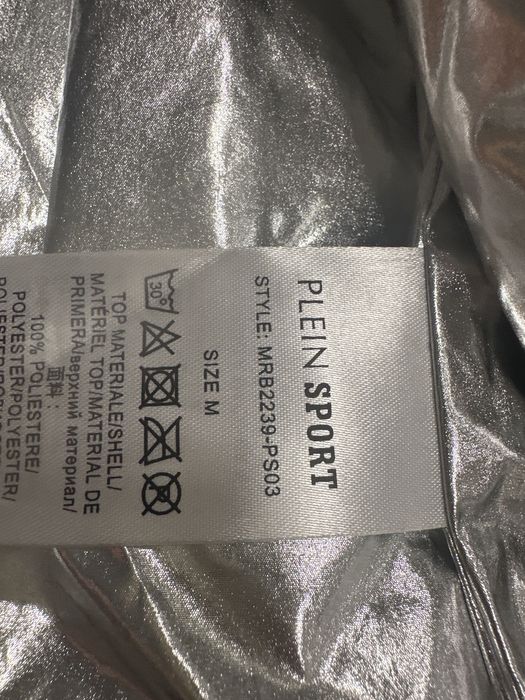 PLEIN SPORT
STYLE: MRB2239-PS03
SIZE M
30°
TOP MATERIALE/SHELL/
MATÉRIEL TOP/MATERIAL DE
PRIMERA/верхний материал/
面料：
100% POLIESTERE/
POLYESTER/POLYESTER/